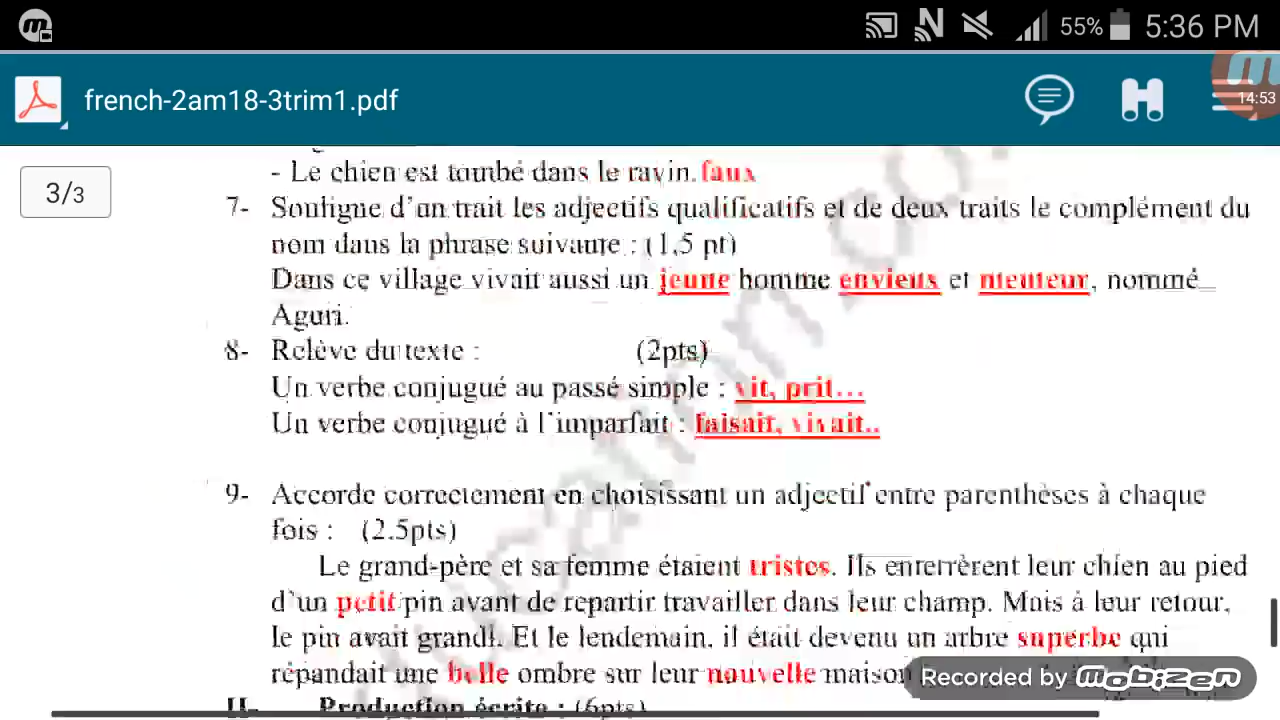 55% 5:36 PM
french-2am18-3trim1.pdf
14:53
3/3
- Le chien est tombé dans le ravin. faux
7- Souligne d'un trait les adjectifs qualificatifs et de deux traits le complément du
nom dans la phrase suivante : (1,5 pt)
Dans ce village vivait aussi un jeune homme envieux et menteur, nommé
Aguri.
8- Relève du texte : (2pts)
Un verbe conjugué au passé simple : vit, prit...
Un verbe conjugué à l'imparfait : faisait, vivait..
9- Accorde correctement en choisissant un adjectif entre parenthèses à chaque
fois : (2.5pts)
Le grand-père et sa femme étaient tristes. Ils enterrèrent leur chien au pied
d'un petit pin avant de repartir travailler dans leur champ. Mais à leur retour,
le pin avait grandi. Et le lendemain, il était devenu un arbre superbe qui
répandait une belle ombre sur leur nouvelle maison
Recorded by mobizen
II- Production écrite : (6pts)